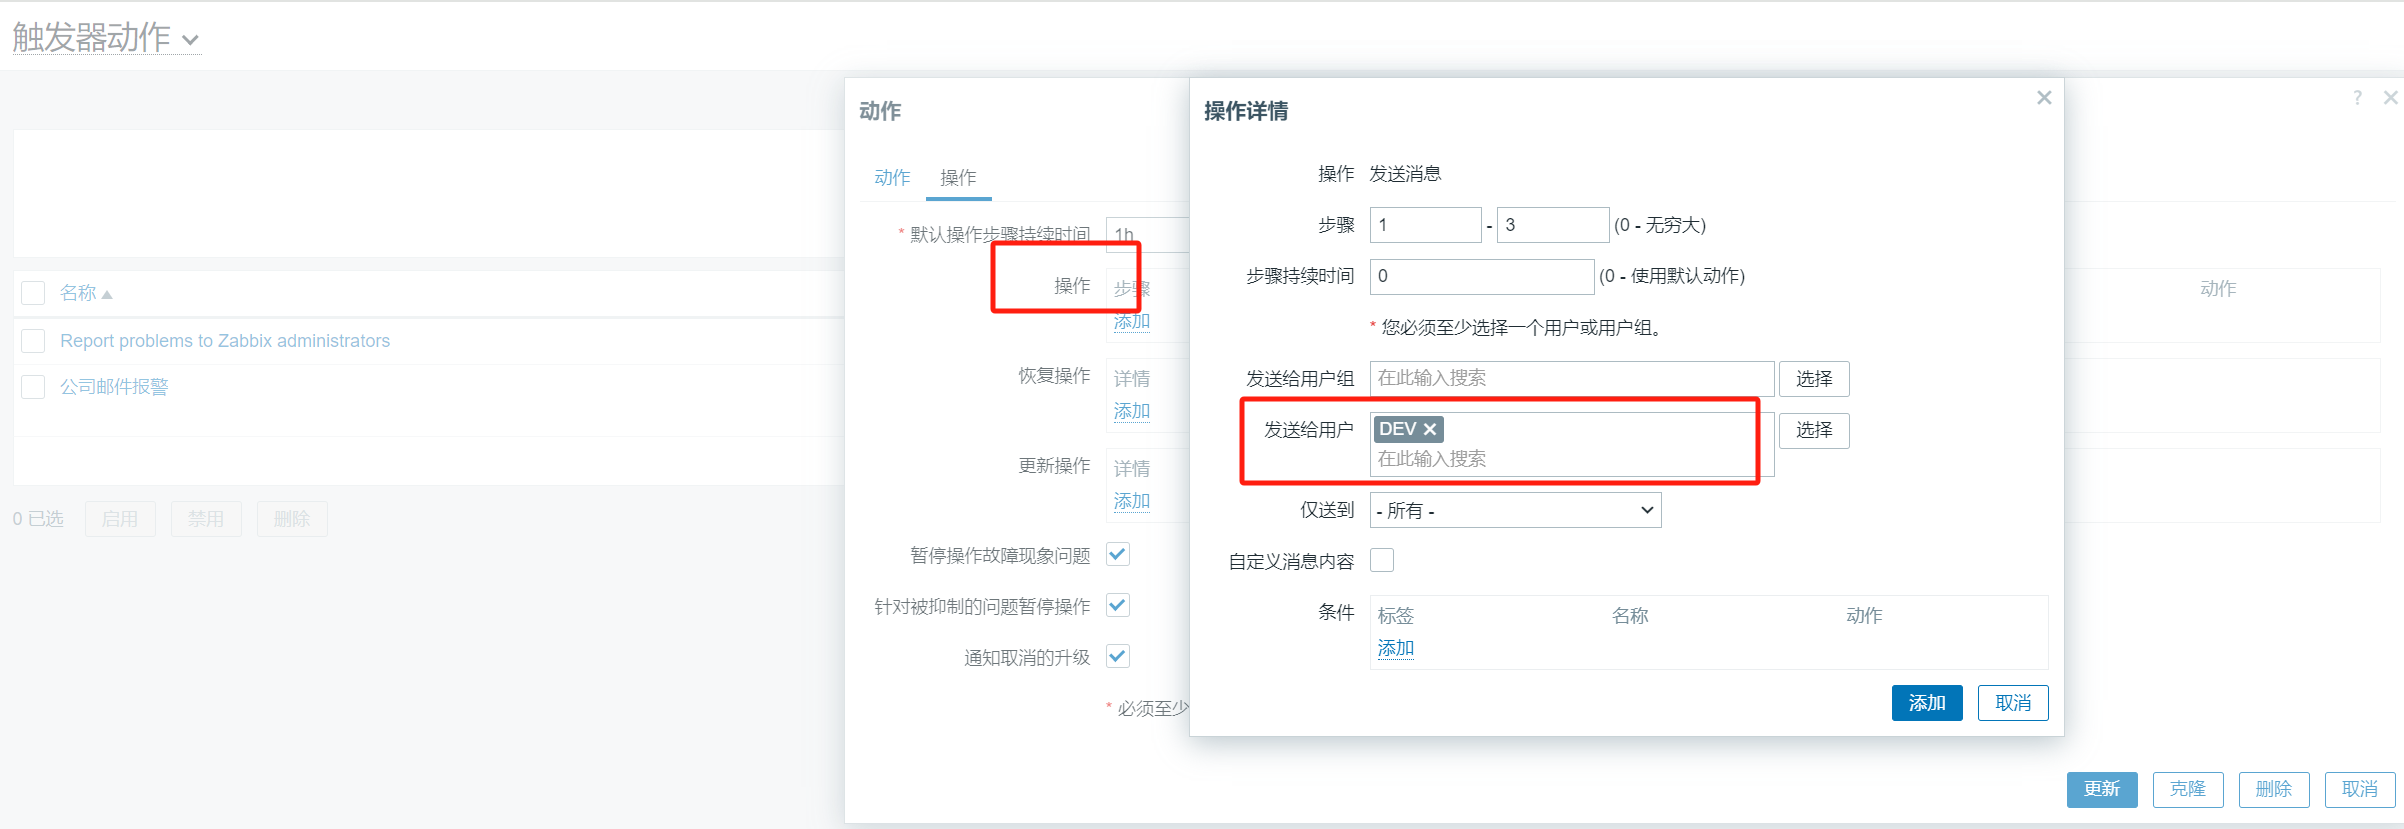 触发器动作
动作
? ×
动作 操作
* 默认操作步骤持续时间 1h
操作 步骤 动作
添加
恢复操作 详情
添加
更新操作 详情
添加
暂停操作故障现象问题
针对被抑制的问题暂停操作
通知取消的升级
* 必须至少
更新 克隆 删除 取消
名称
Report problems to Zabbix administrators
公司邮件报警
0 已选 启用 禁用 删除
操作详情
×
操作 发送消息
步骤 1 - 3 (0 - 无穷大)
步骤持续时间 0 (0 - 使用默认动作)
* 您必须至少选择一个用户或用户组。
发送给用户组 在此输入搜索 选择
发送给用户 DEV × 选择
在此输入搜索
仅送到 - 所有 -
自定义消息内容
条件 标签 名称 动作
添加
添加 取消